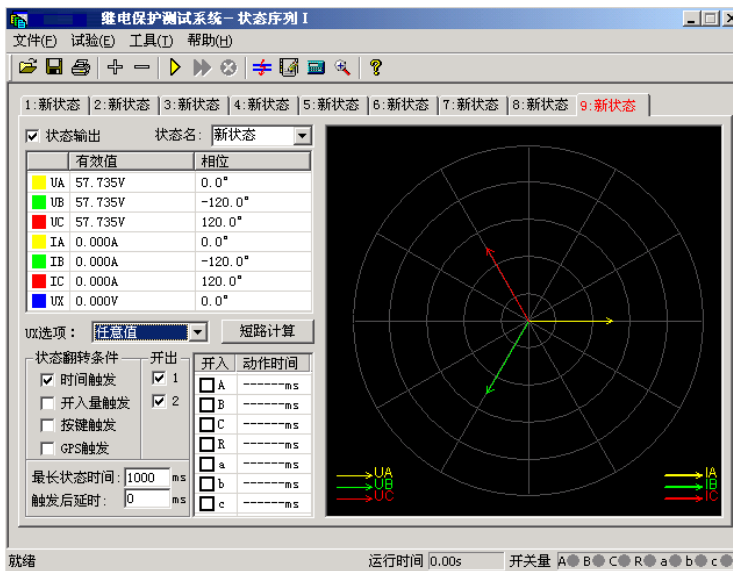 继电保护测试系统-状态序列 I
文件(F) 试验(E) 工具(T) 帮助(H)
1:新状态 2:新状态 3:新状态 4:新状态 5:新状态 6:新状态 7:新状态 8:新状态 9:新状态
状态输出 状态名: 新状态
有效值 相位
UA 57.735V 0.0°
UB 57.735V -120.0°
UC 57.735V 120.0°
IA 0.000A 0.0°
IB 0.000A -120.0°
IC 0.000A 120.0°
UX 0.000V 0.0°
UX选项: 任意值 短路计算
状态翻转条件 开出 开入 动作时间
时间触发 1 A ------ms
开入量触发 2 B ------ms
按键触发 C ------ms
GPS触发 R ------ms
a ------ms
最长状态时间: 1000 ms b ------ms
触发后延时: 0 ms c ------ms
UA IA
UB IB
UC IC
就绪 运行时间 0.00s 开关量 A B C R a b c